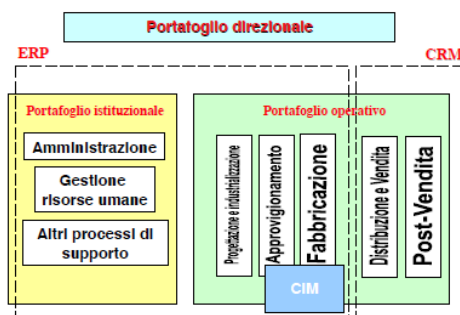 Portafoglio direzionale
ERP
CRM
Portafoglio istituzionale
Portafoglio operativo
Amministrazione
Gestione
risorse umane
Altri processi di
supporto
Progettazione e industrializzazione
Approvigionamento
Fabbricazione
Distribuzione e Vendita
Post-Vendita
CIM